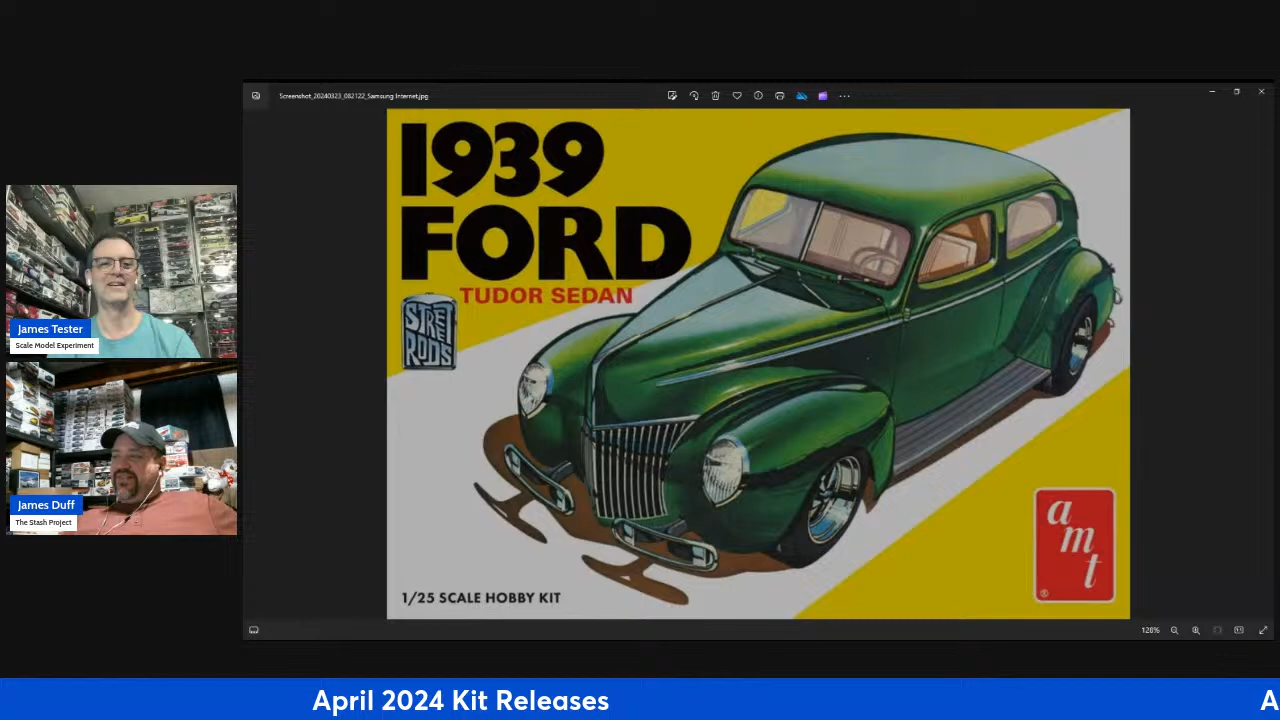 Screenshot_20240323_082122_Samsung Internet.jpg
1939
FORD
TUDOR SEDAN
STREET
RODS
amt
®
1/25 SCALE HOBBY KIT
James Tester
Scale Model Experiment
James Duff
The Stash Project
128%
April 2024 Kit Releases
A